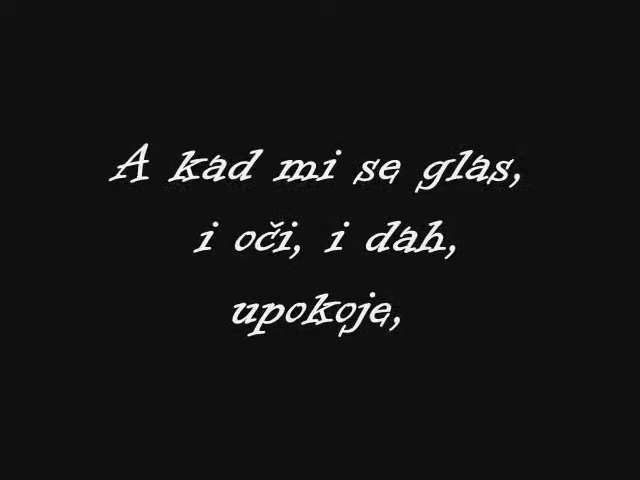 A kad mi se glas,
i oči, i dah,
upokoje,